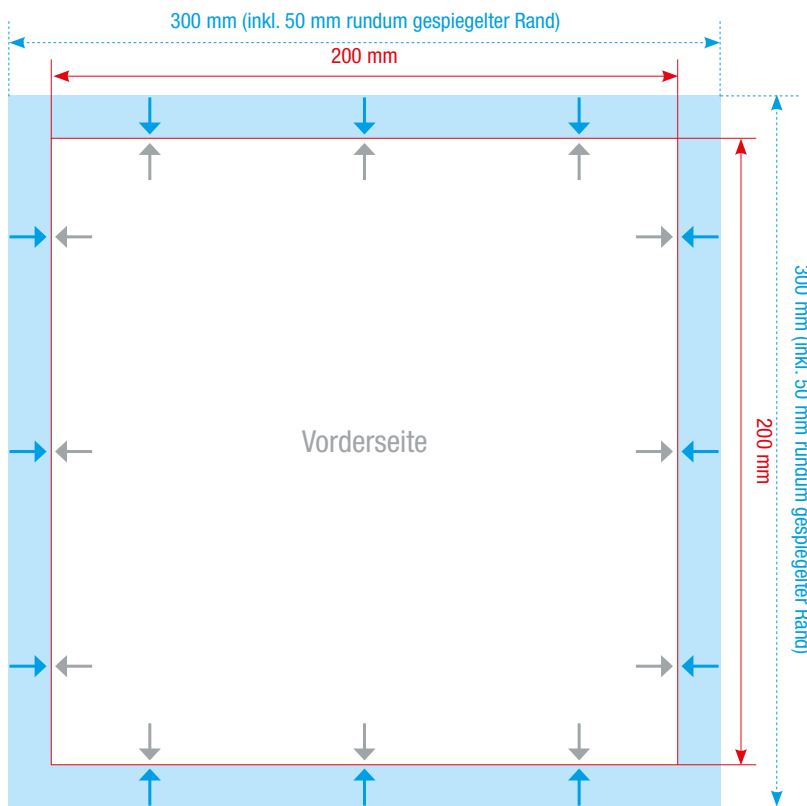 300 mm (inkl. 50 mm rundum gespiegelter Rand)
200 mm
Vorderseite
200 mm
300 mm (inkl. 50 mm rundum gespiegelter Rand)